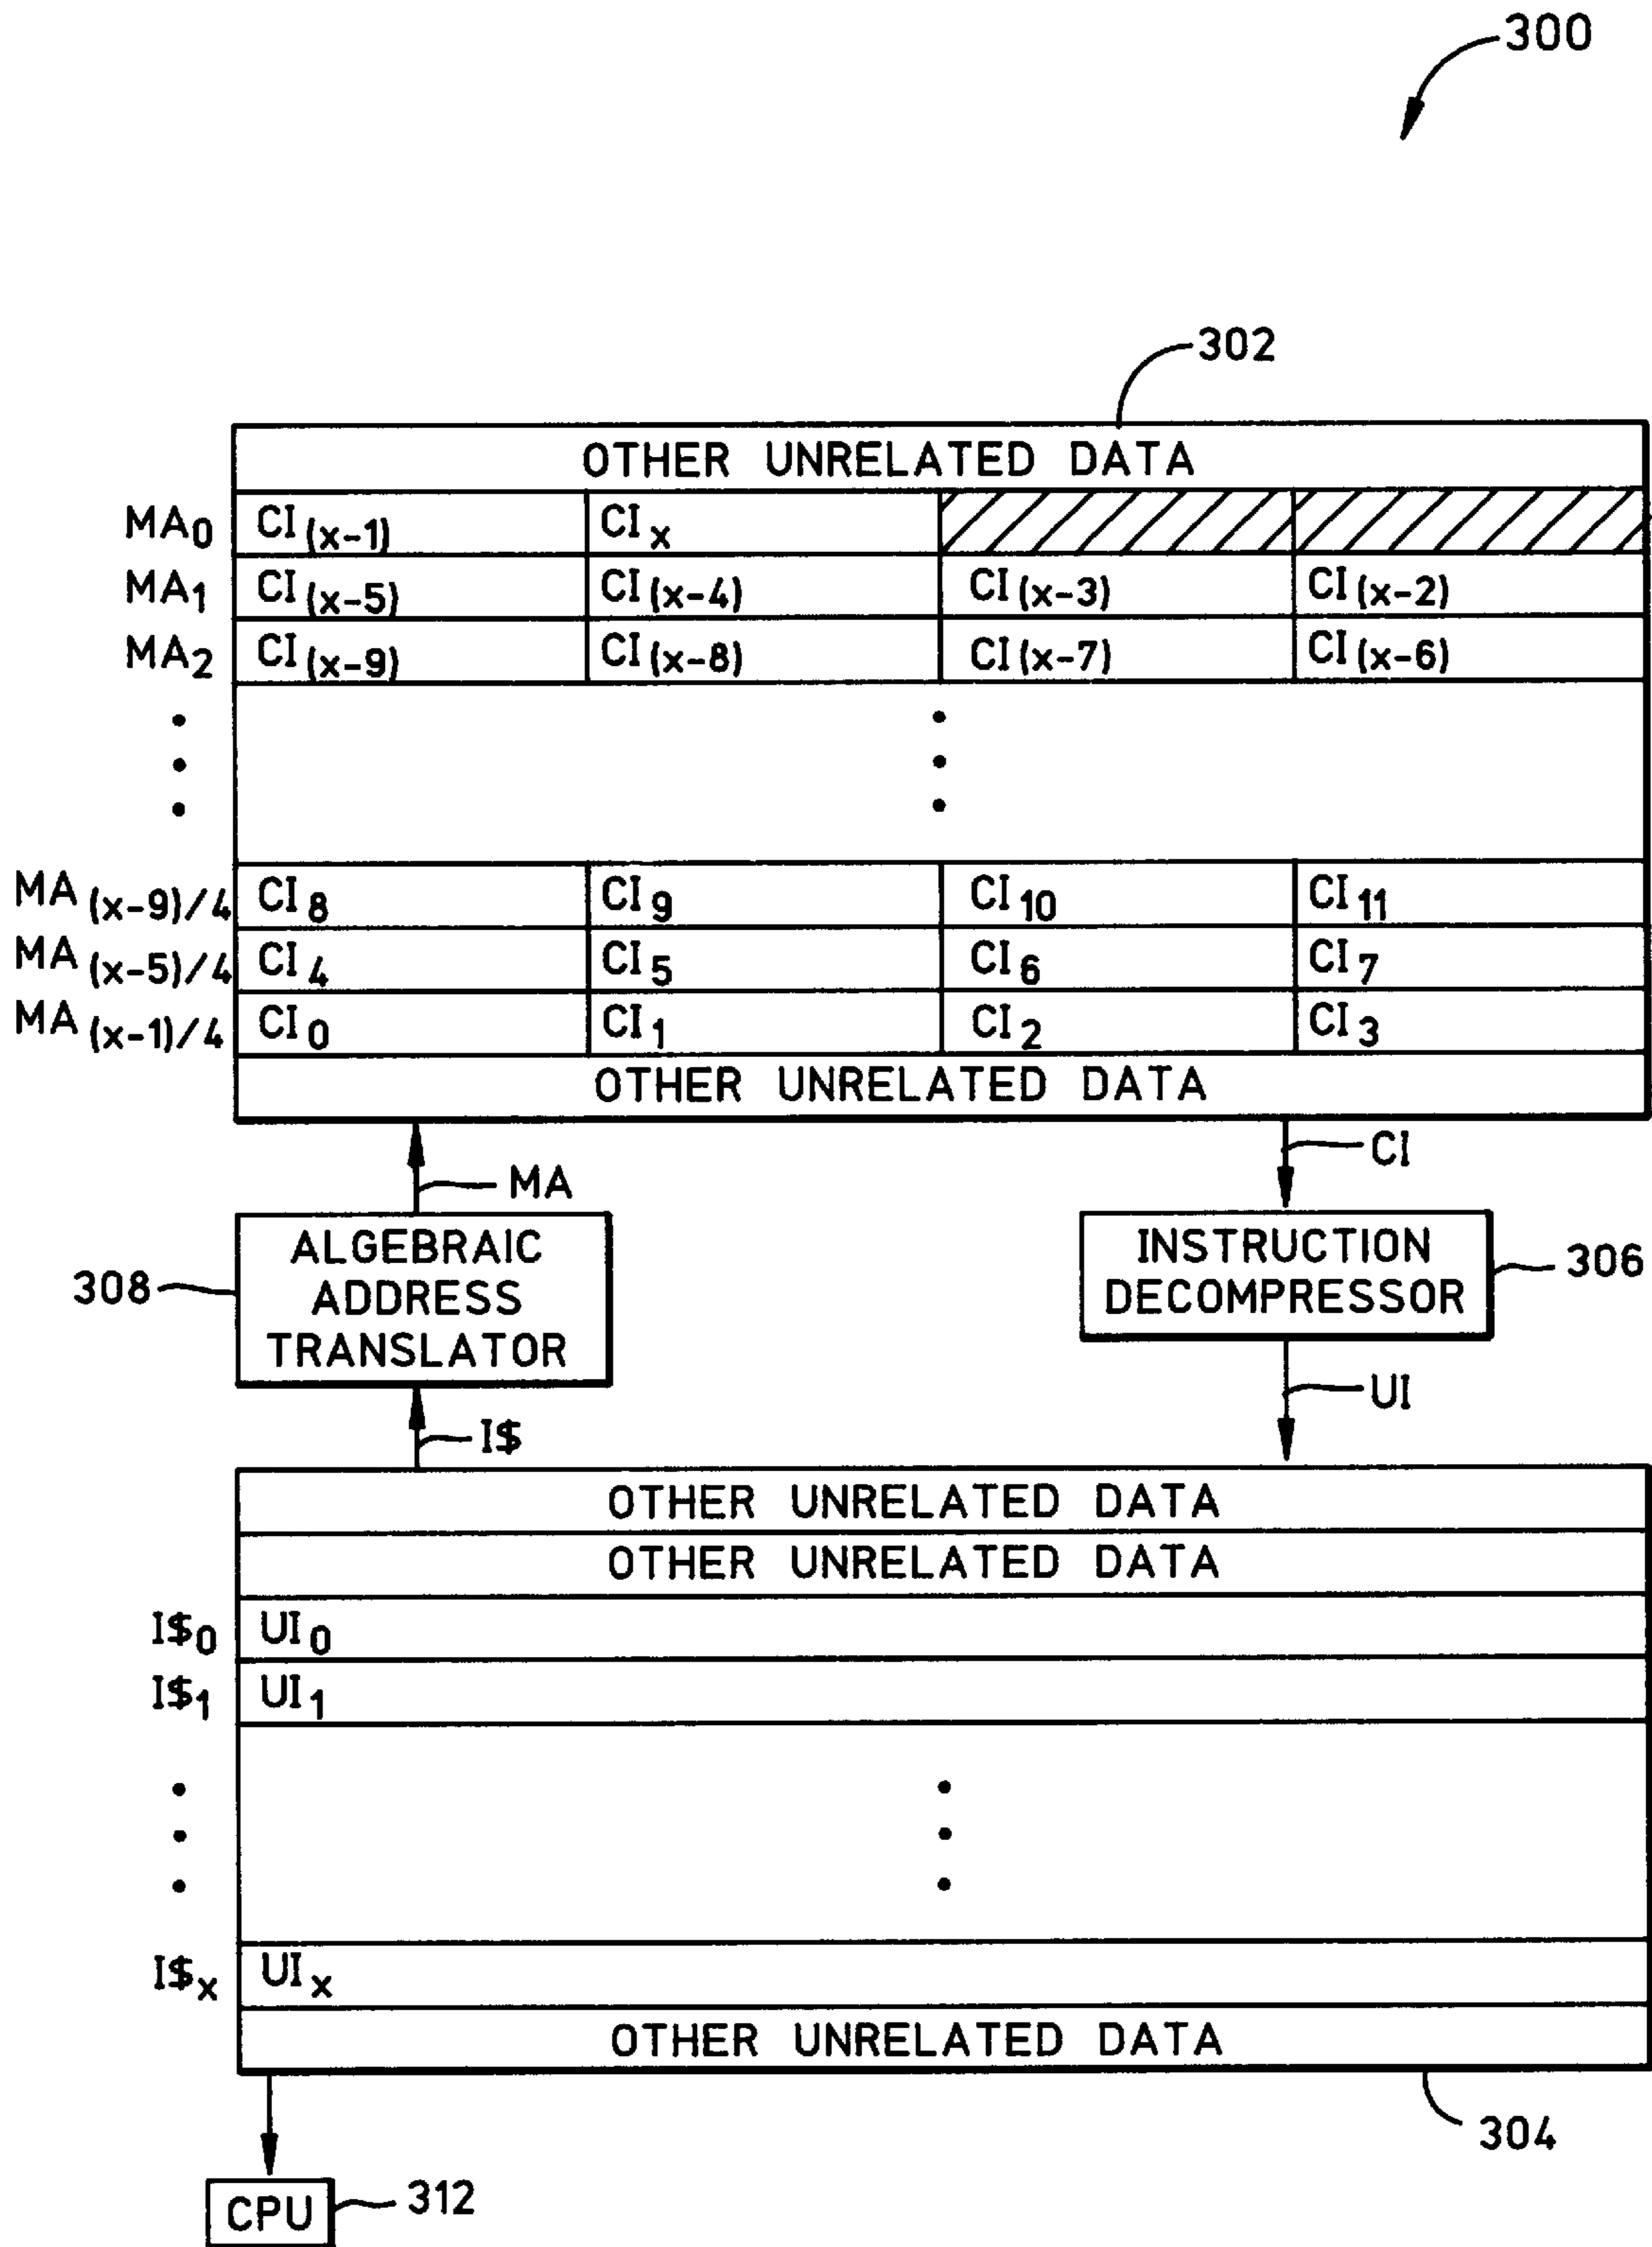 300
302
OTHER UNRELATED DATA
MA0 CI(x-1) CIx
MA1 CI(x-5) CI(x-4) CI(x-3) CI(x-2)
MA2 CI(x-9) CI(x-8) CI(x-7) CI(x-6)
MA(x-9)/4 CI8 CI9 CI10 CI11
MA(x-5)/4 CI4 CI5 CI6 CI7
MA(x-1)/4 CI0 CI1 CI2 CI3
OTHER UNRELATED DATA
MA
CI
308
ALGEBRAIC
ADDRESS
TRANSLATOR
INSTRUCTION
DECOMPRESSOR
306
I$
UI
OTHER UNRELATED DATA
OTHER UNRELATED DATA
I$0 UI0
I$1 UI1
I$x UIx
OTHER UNRELATED DATA
304
CPU
312